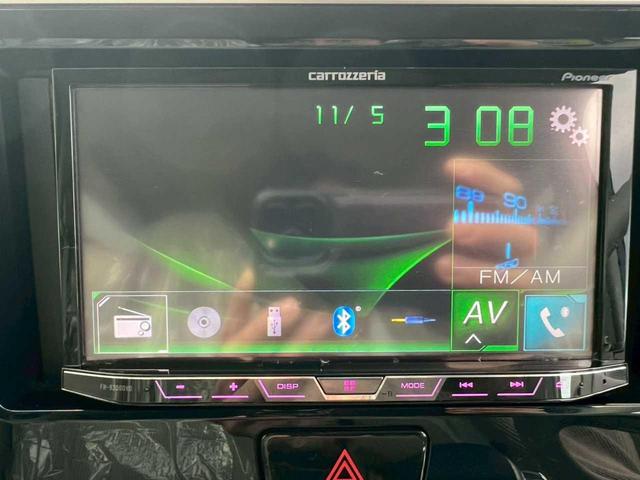 carrozzeria
Pioneer
11/ 5
3 08
88 90
FM/AM
AV
DISP
MODE